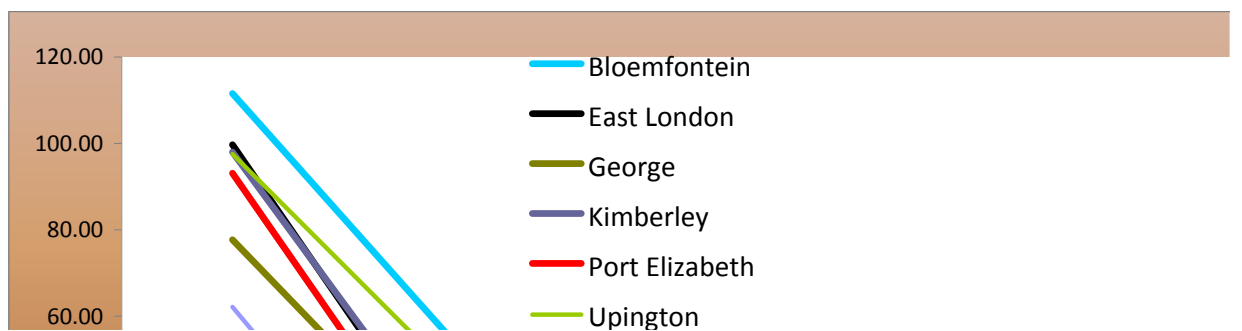 120.00
100.00
80.00
60.00
Bloemfontein
East London
George
Kimberley
Port Elizabeth
Upington